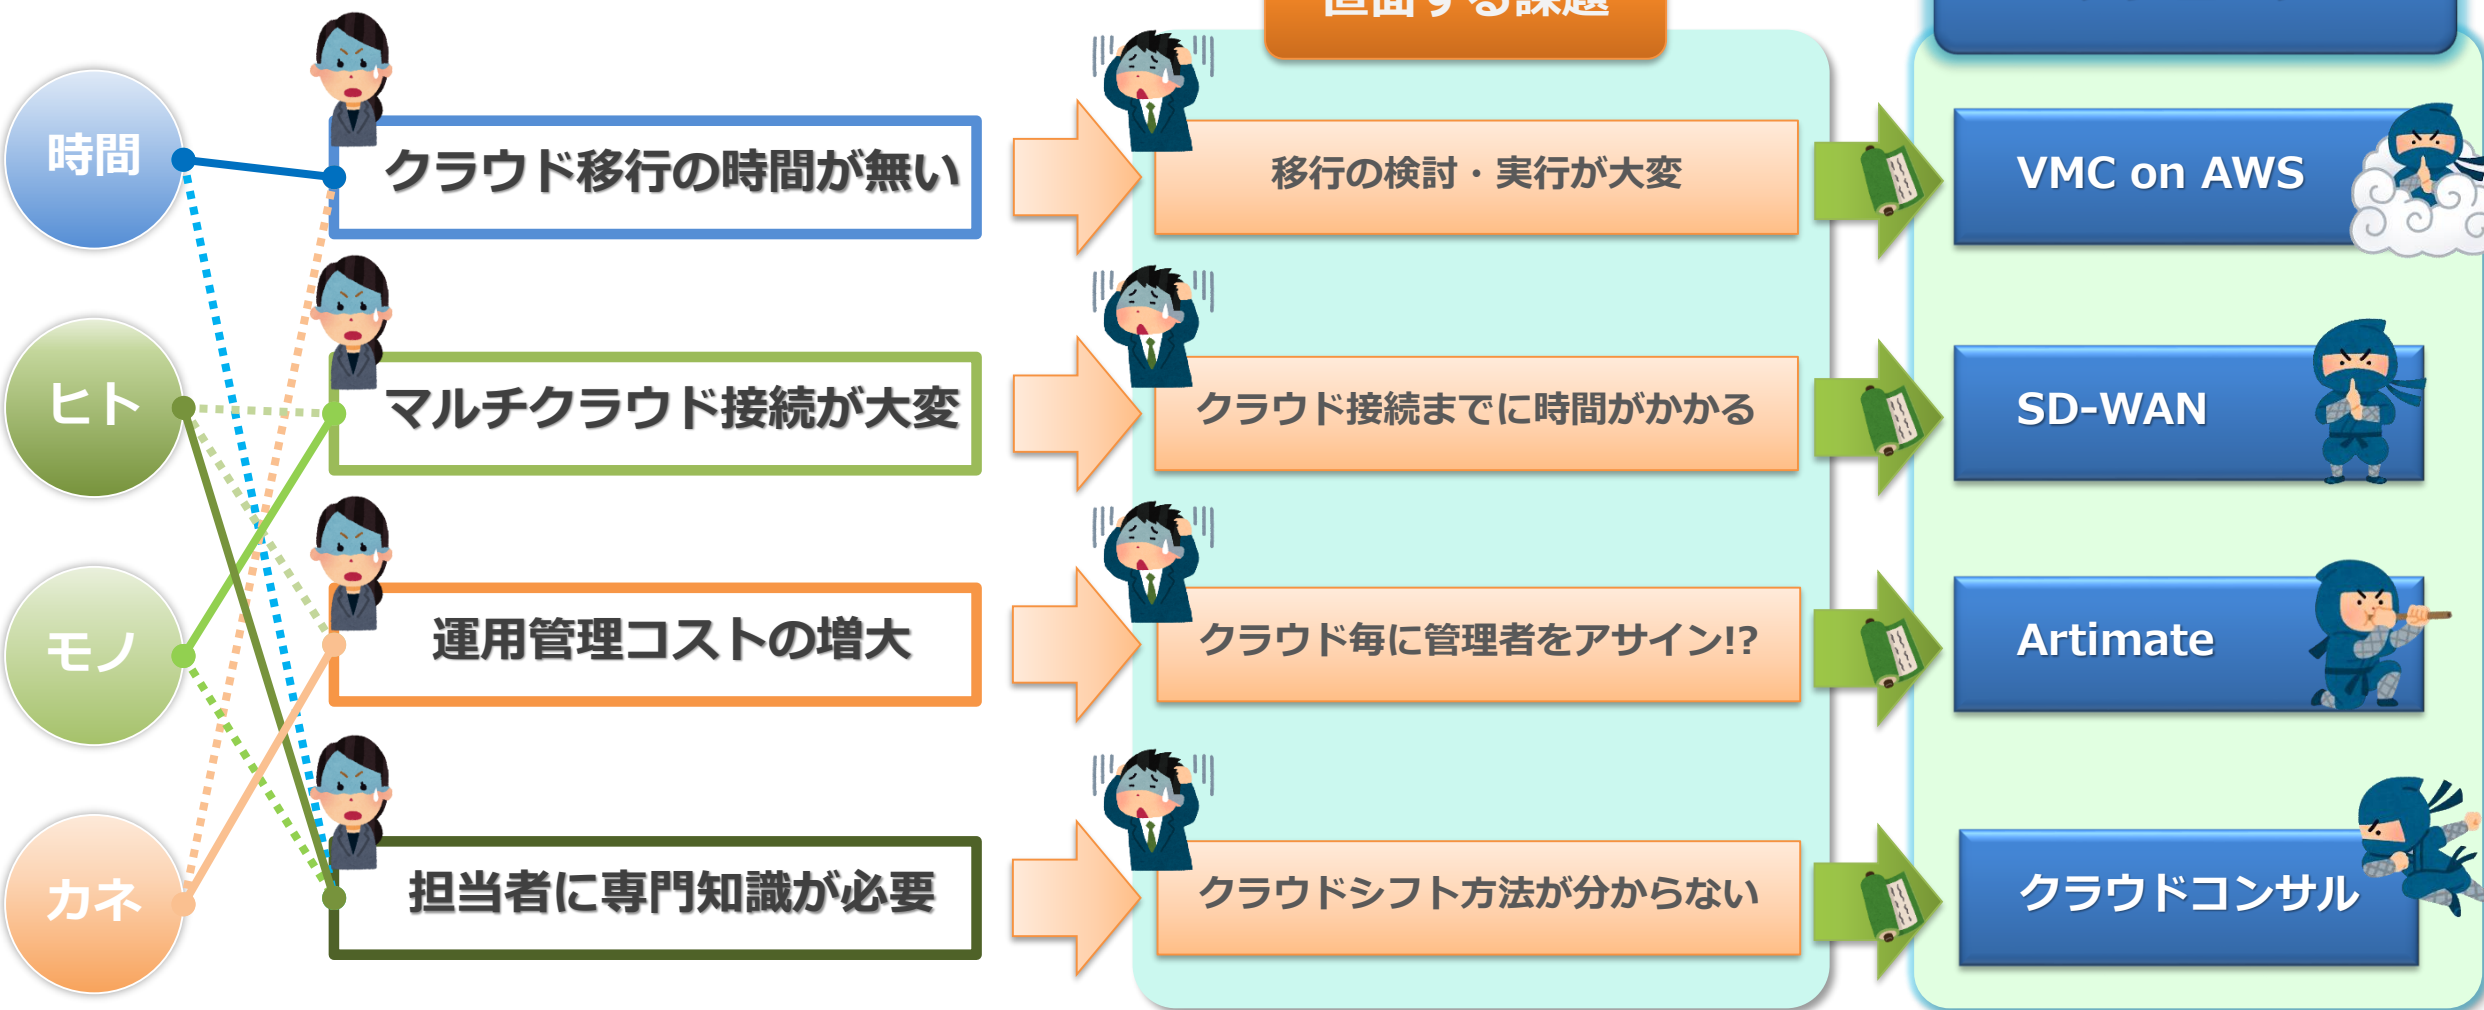 直面する課題
時間
クラウド移行の時間が無い
移行の検討・実行が大変
VMC on AWS
ヒト
マルチクラウド接続が大変
クラウド接続までに時間がかかる
SD-WAN
モノ
運用管理コストの増大
クラウド毎に管理者をアサイン!?
Artimate
カネ
担当者に専門知識が必要
クラウドシフト方法が分からない
クラウドコンサル